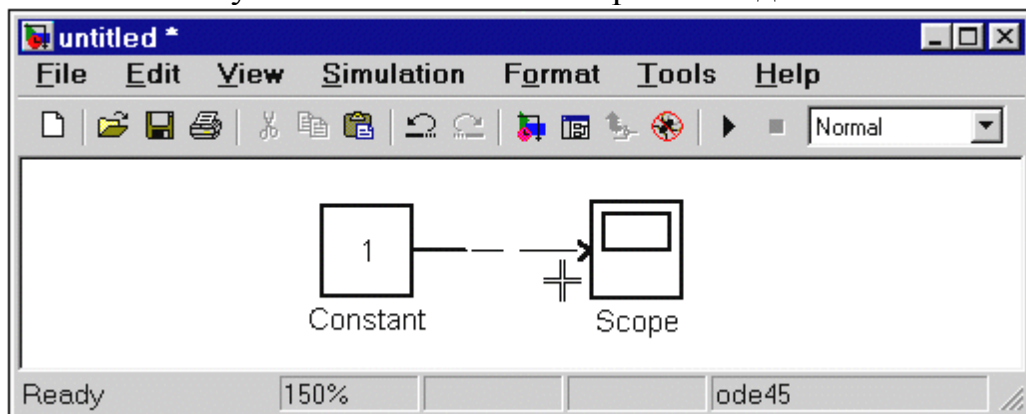 untitled *
File Edit View Simulation Format Tools Help
Normal
1
Constant Scope
Ready 150% ode45